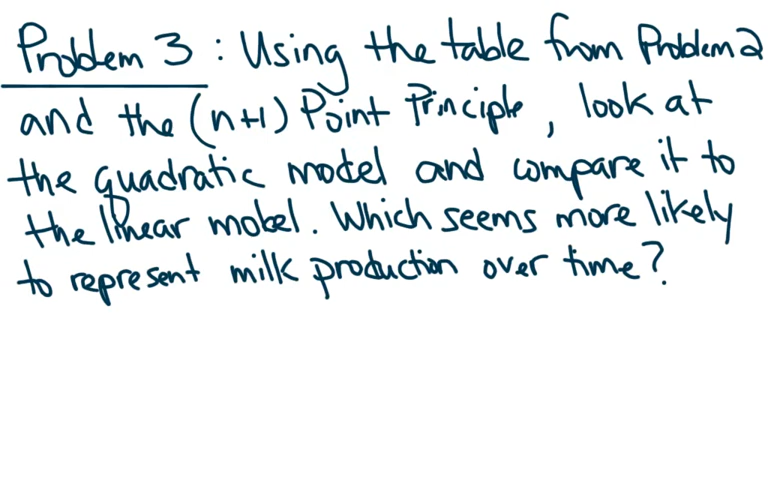 Problem 3 : Using the table from Problem 2
and the (n+1) Point Principle, look at
the quadratic model and compare it to
the linear model. Which seems more likely
to represent milk production over time?